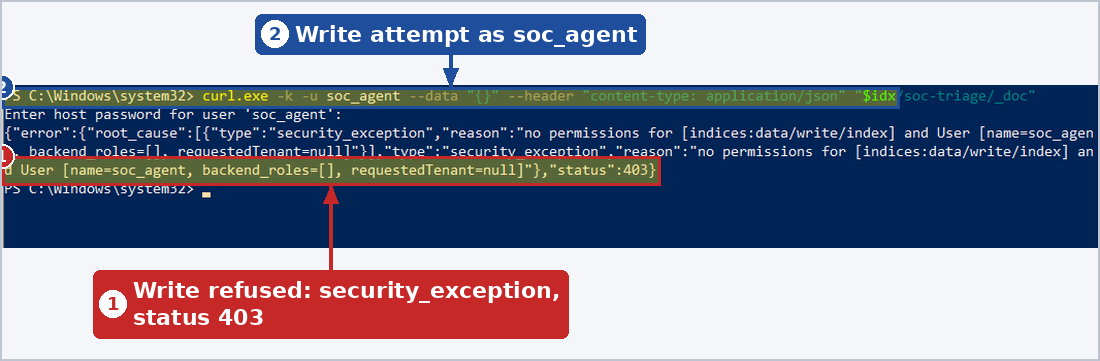 2 Write attempt as soc_agent
2
PS C:\Windows\system32> curl.exe -k -u soc_agent --data "{}" --header "content-type: application/json" "$idx/soc-triage/_doc"
Enter host password for user 'soc_agent':
{"error":{"root_cause":[{"type":"security_exception","reason":"no permissions for [indices:data/write/index] and User [name=soc_agen
, backend_roles=[], requestedTenant=null]"}],"type":"security_exception","reason":"no permissions for [indices:data/write/index] an
d User [name=soc_agent, backend_roles=[], requestedTenant=null]"},"status":403}
PS C:\Windows\system32>
1 Write refused: security_exception,
status 403